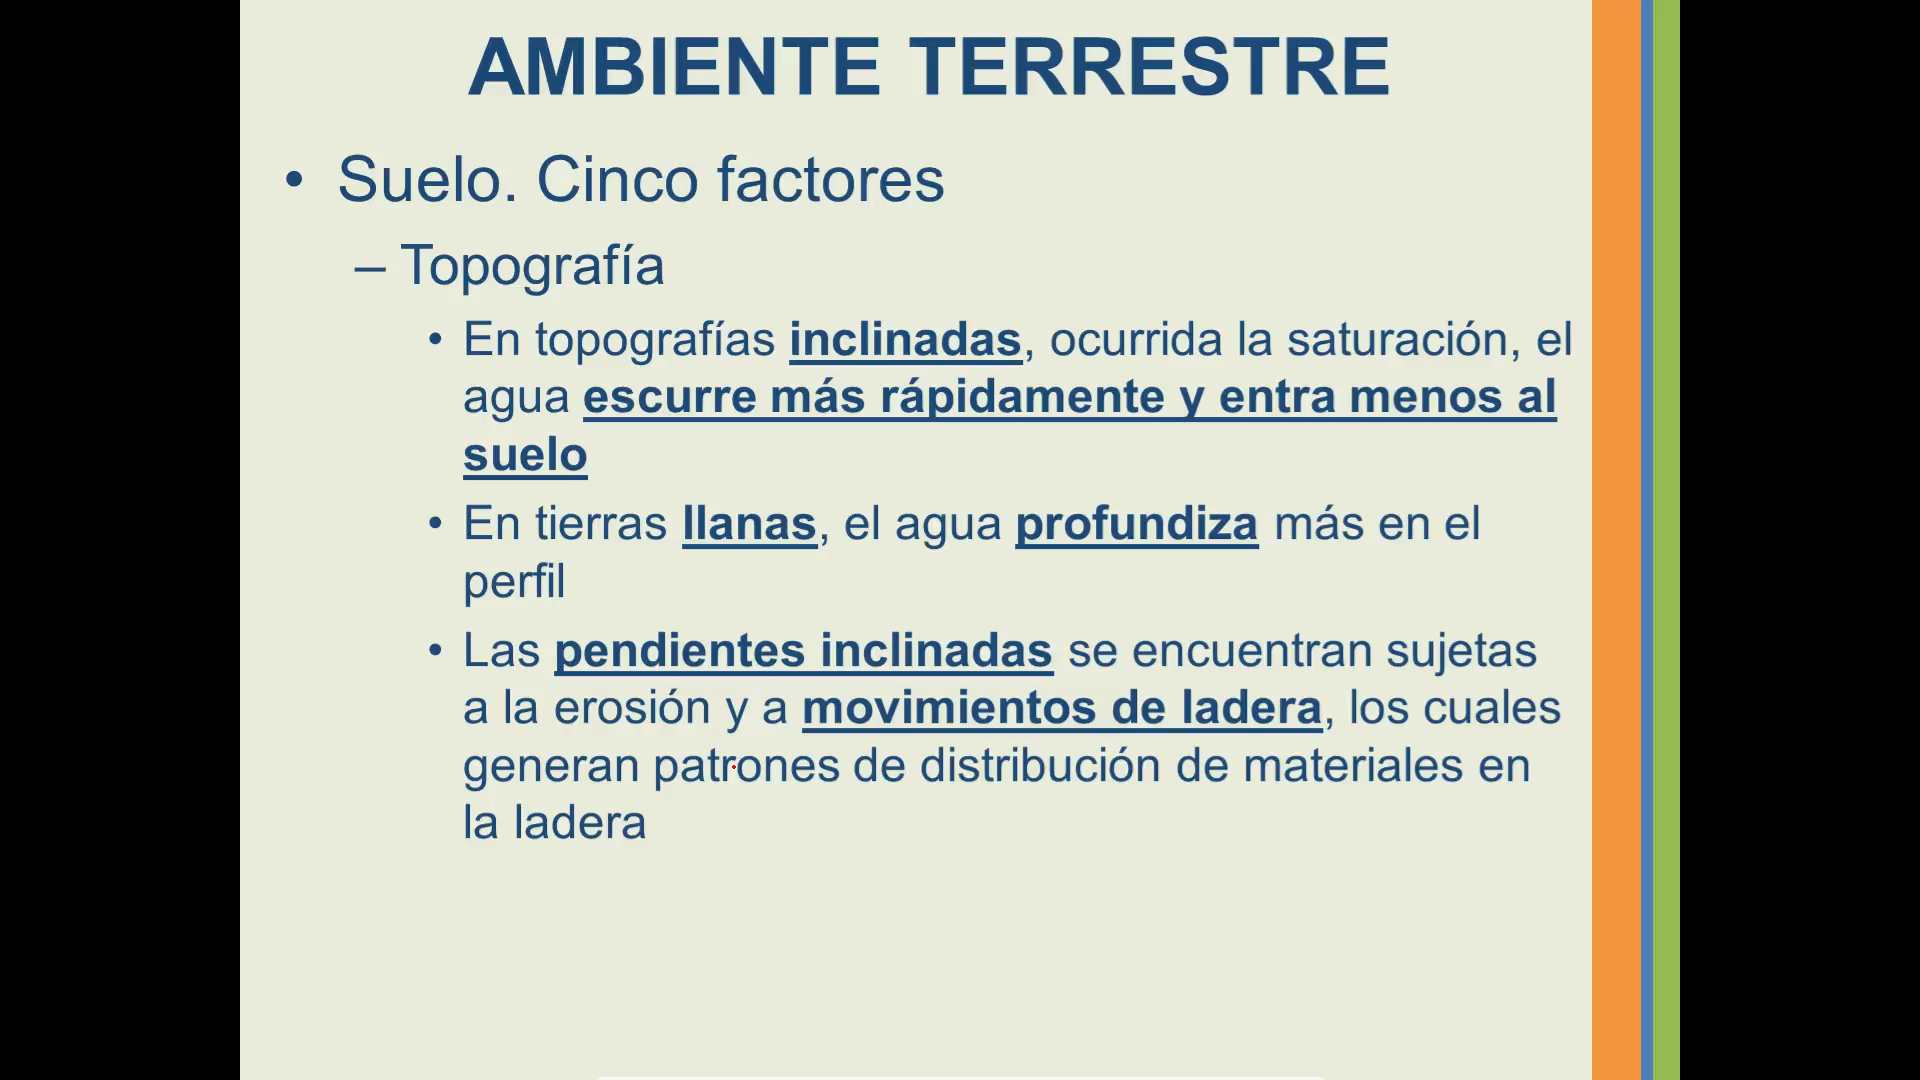 AMBIENTE TERRESTRE
• Suelo. Cinco factores
– Topografía
• En topografías inclinadas, ocurrida la saturación, el
agua escurre más rápidamente y entra menos al
suelo
• En tierras llanas, el agua profundiza más en el
perfil
• Las pendientes inclinadas se encuentran sujetas
a la erosión y a movimientos de ladera, los cuales
generan patrones de distribución de materiales en
la ladera